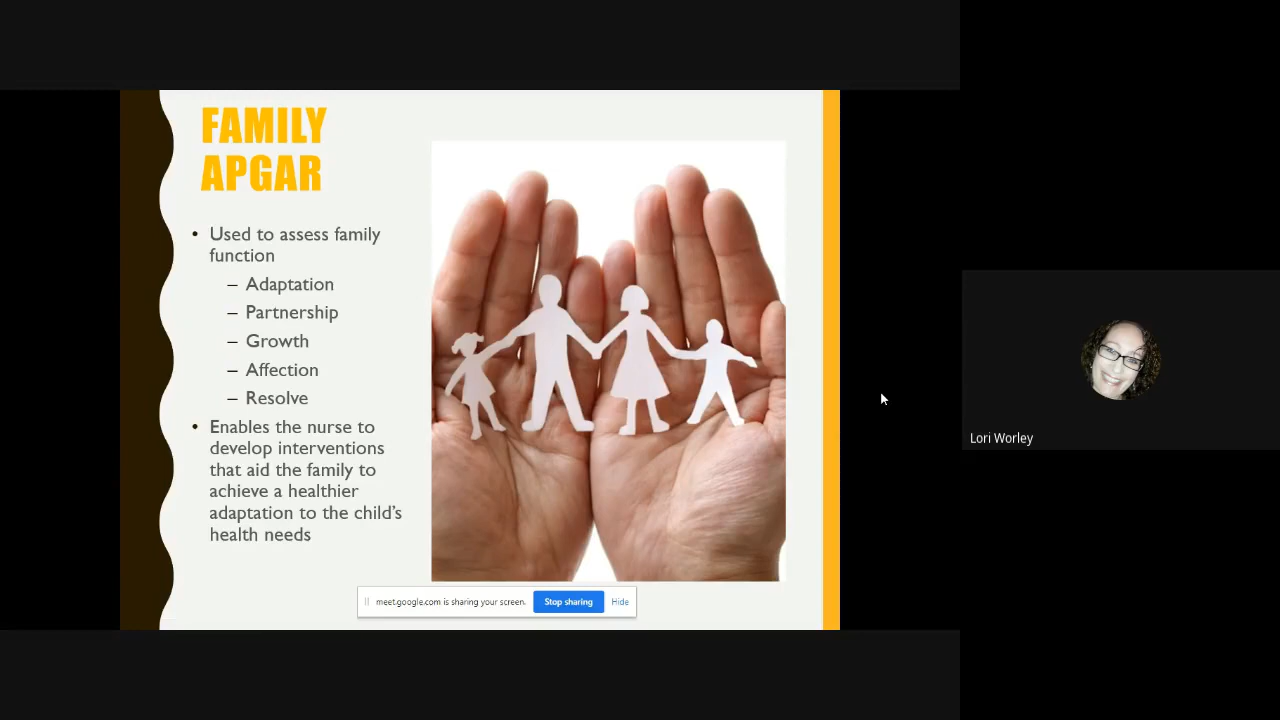 FAMILY
APGAR
• Used to assess family
function
– Adaptation
– Partnership
– Growth
– Affection
– Resolve
• Enables the nurse to
develop interventions
that aid the family to
achieve a healthier
adaptation to the child’s
health needs
meet.google.com is sharing your screen. Stop sharing Hide
Lori Worley